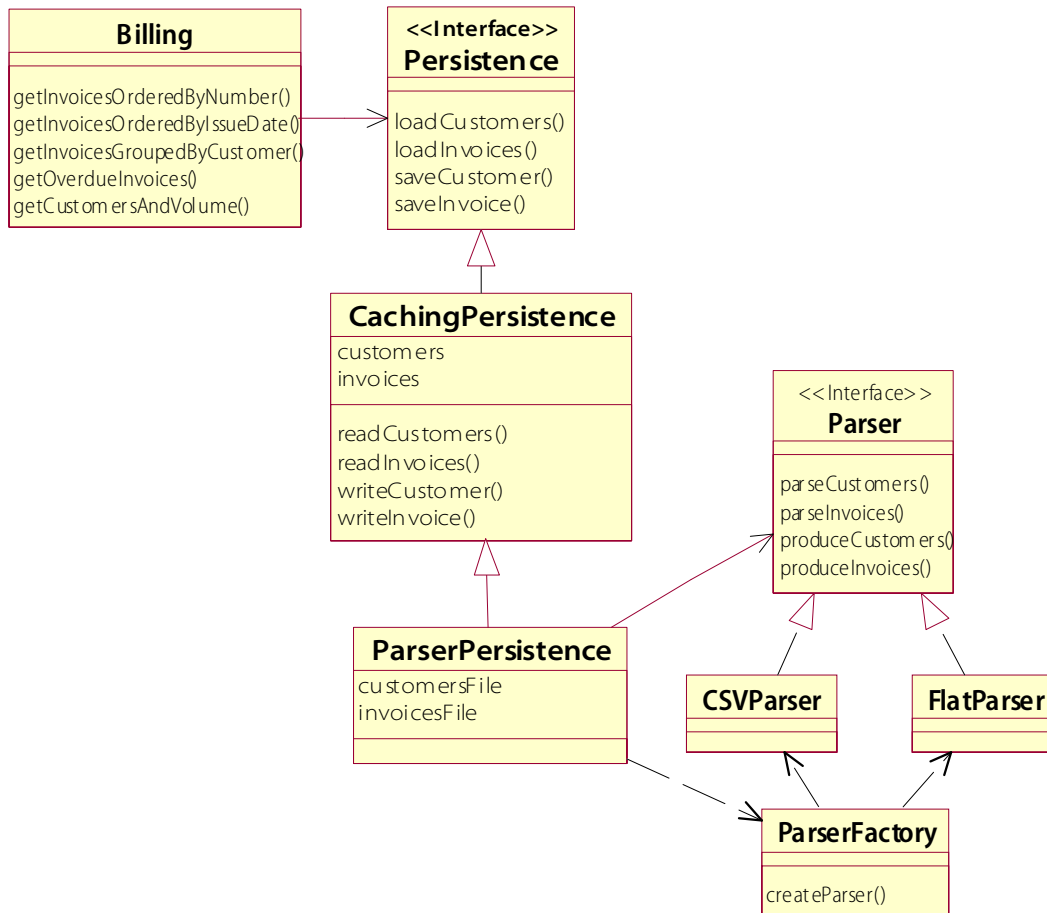 Billing
getInvoicesOrderedByNumber()
getInvoicesOrderedByIssueDate()
getInvoicesGroupedByCustomer()
getOverdueInvoices()
getCustomersAndVolume()
<<Interface>>
Persistence
loadCustomers()
loadInvoices()
saveCustomer()
saveInvoice()
CachingPersistence
customers
invoices
readCustomers()
readInvoices()
writeCustomer()
writeInvoice()
<<Interface>>
Parser
parseCustomers()
parseInvoices()
produceCustomers()
produceInvoices()
ParserPersistence
customersFile
invoicesFile
CSVParser
FlatParser
ParserFactory
createParser()